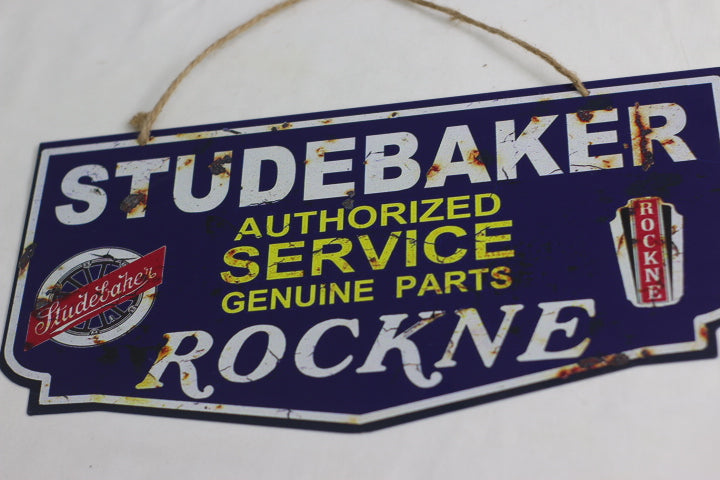 STUDEBAKER
AUTHORIZED
SERVICE
GENUINE PARTS
ROCKNE
Studebaker
ROCKNE